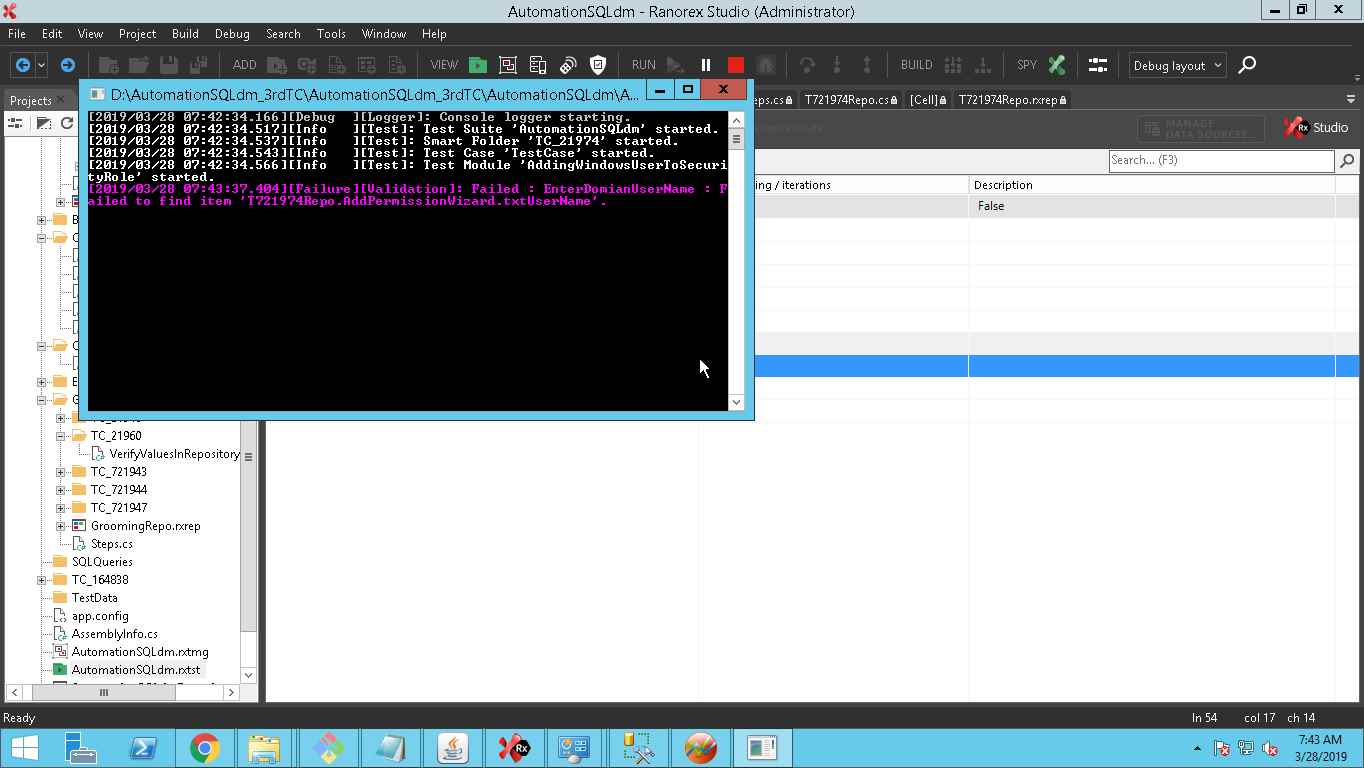 AutomationSQLdm - Ranorex Studio (Administrator)
File Edit View Project Build Debug Search Tools Window Help
ADD VIEW RUN BUILD SPY Debug layout
Projects
D:\AutomationSQLdm_3rdTC\AutomationSQLdm_3rdTC\AutomationSQLdm\A...
eps.cs T721974Repo.cs [Cell] T721974Repo.rxrep
MANAGE
DATA SOURCES...
Rx Studio
Search... (F3)
ing / iterations Description
False
[2019/03/28 07:42:34.166][Debug ][Logger]: Console logger starting.
[2019/03/28 07:42:34.517][Info ][Test]: Test Suite 'AutomationSQLdm' started.
[2019/03/28 07:42:34.537][Info ][Test]: Smart Folder 'TC_21974' started.
[2019/03/28 07:42:34.543][Info ][Test]: Test Case 'TestCase' started.
[2019/03/28 07:42:34.566][Info ][Test]: Test Module 'AddingWindowsUserToSecuri
tyRole' started.
[2019/03/28 07:43:37.404][Failure][Validation]: Failed : EnterDomianUserName : F
ailed to find item 'T721974Repo.AddPermissionWizard.txtUserName'.
B
C
C
E
G
TC_21960
VerifyValuesInRepository
TC_721943
TC_721944
TC_721947
GroomingRepo.rxrep
Steps.cs
SQLQueries
TC_164838
TestData
app.config
AssemblyInfo.cs
AutomationSQLdm.rxtmg
AutomationSQLdm.rxtst
Ready ln 54 col 17 ch 14
Rx
7:43 AM
3/28/2019